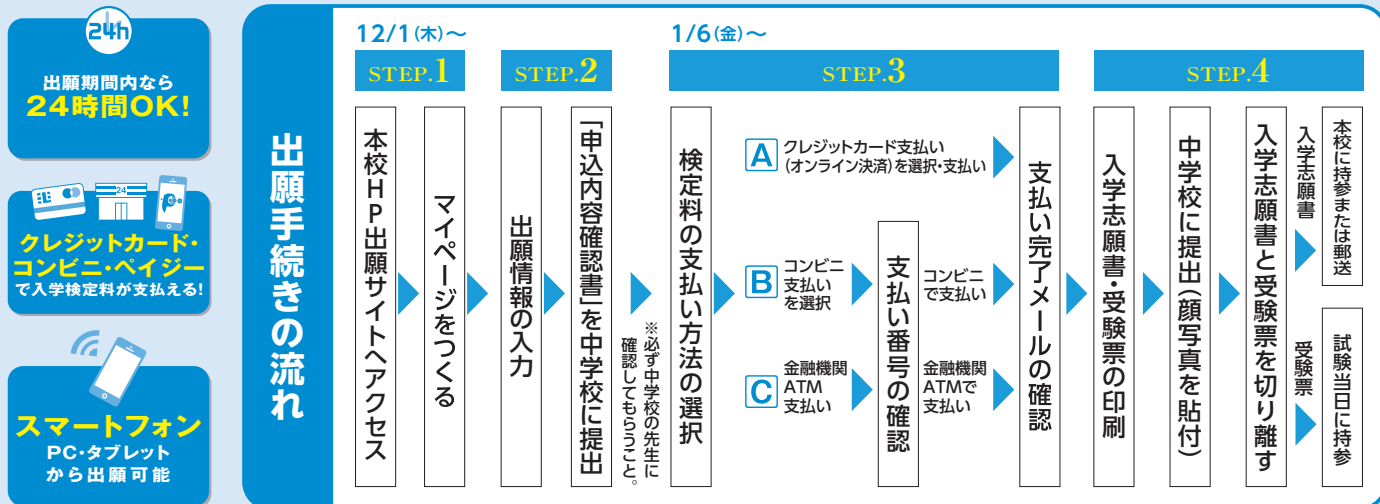 24h
出願期間内なら
24時間OK!
24
クレジットカード・
コンビニ・ペイジー
で入学検定料が支払える!
スマートフォン
PC・タブレット
から出願可能
出願手続きの流れ
12/1(木)〜
STEP.1
本校HP出願サイトへアクセス
マイページをつくる
STEP.2
出願情報の入力
「申込内容確認書」を中学校に提出
※必ず中学校の先生に
確認してもらうこと。
1/6(金)〜
STEP.3
検定料の支払い方法の選択
A
クレジットカード支払い
(オンライン決済)を選択・支払い
B
コンビニ
支払い
を選択
C
金融機関
ATM
支払い
支払い番号の確認
コンビニ
で支払い
金融機関
ATMで
支払い
支払い完了メールの確認
STEP.4
入学志願書・受験票の印刷
中学校に提出(顔写真を貼付)
入学志願書と受験票を切り離す
入学志願書
本校に持参または郵送
受験票
試験当日に持参